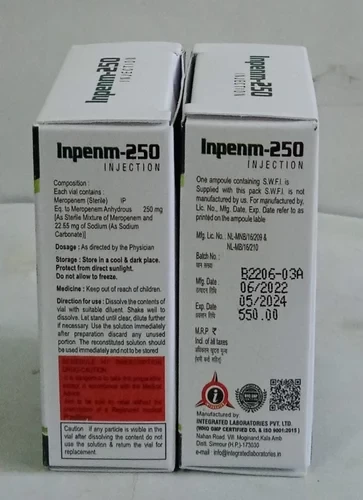 Inpenm-250
Inpenm-250
INJECTION
Composition :
Each vial contains :
Meropenem (Sterile) IP
Eq. to Meropenem Anhydrous 250 mg
[As Sterile Mixture of Meropenem and
22.55 mg of Sodium (As Sodium
Carbonate)]
Dosage : As directed by the Physician
Storage : Store in a cool & dark place.
Protect from direct sunlight.
Do not allow to freeze.
Medicine : Keep out of reach of children.
Direction for use : Dissolve the contents of
vial with suitable diluent. Shake well to
dissolve. Let stand until clear, dilute further
if necessary. Use the solution immediately
after preparation discard any unused
portion. The reconstituted solution should
be used immediately and not to be stored
Caution : If any particle is visible in the
vial after dissolving the content do not
use the solution & return the vial for
replacement.
Inpenm-250
Inpenm-250
INJECTION
One ampoule containing S.W.F.I. is
Supplied with this pack S.W.F.I. is not
manufactured by us. For manufactured by,
Lic. No., Mfg. Date, Exp. Date refer to as
printed on the ampoule lable
Mfg. Lic. No.: NL-MNB/16/209 &
NL-MB/16/210
Batch No.:
B2206-03A
Mfg. Date 06/2022
Exp. Date 05/2024
550.00
M.R.P ₹
Incl. of all taxes
Manufactured by :
INTEGRATED LABORATORIES PVT. LTD.
(WHO GMP CERTIFIED CO. & ISO 9001:2015)
Nahan Road, Vill. Moginand, Kala Amb
Distt. Sirmour (H.P.)-173030
e-mail info@integratedlaboratories.in